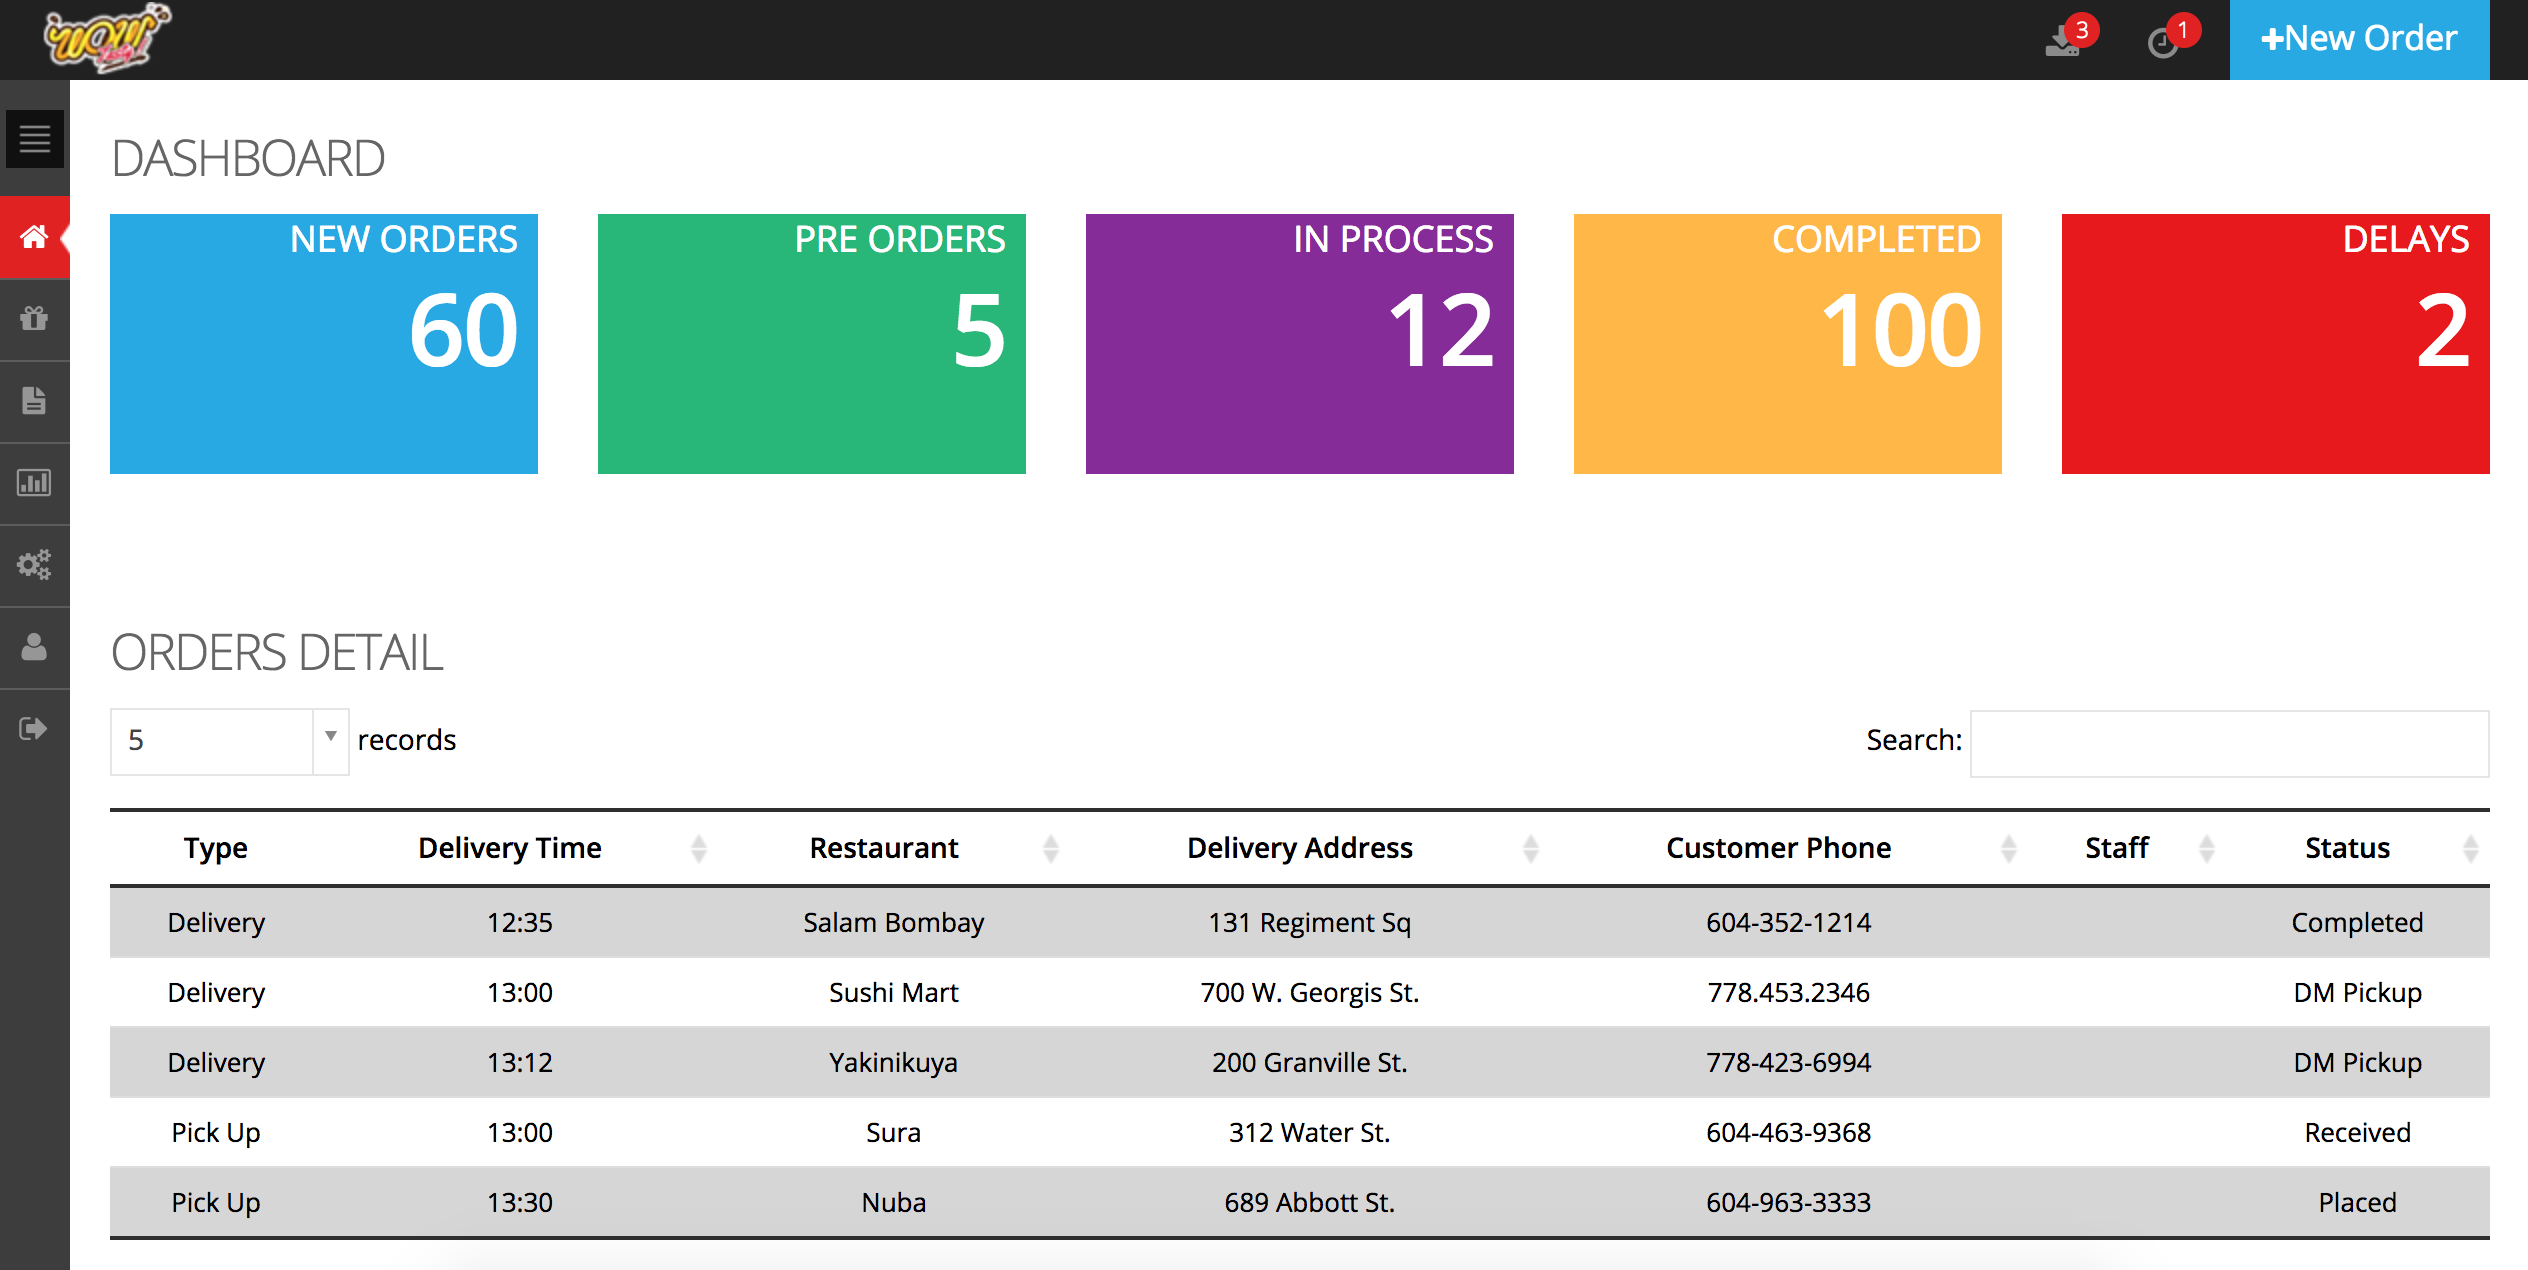 WOW
3
1
+New Order
DASHBOARD
NEW ORDERS
60
PRE ORDERS
5
IN PROCESS
12
COMPLETED
100
DELAYS
2
ORDERS DETAIL
5 records
Search:
Type Delivery Time Restaurant Delivery Address Customer Phone Staff Status
Delivery 12:35 Salam Bombay 131 Regiment Sq 604-352-1214 Completed
Delivery 13:00 Sushi Mart 700 W. Georgis St. 778.453.2346 DM Pickup
Delivery 13:12 Yakinikuya 200 Granville St. 778-423-6994 DM Pickup
Pick Up 13:00 Sura 312 Water St. 604-463-9368 Received
Pick Up 13:30 Nuba 689 Abbott St. 604-963-3333 Placed